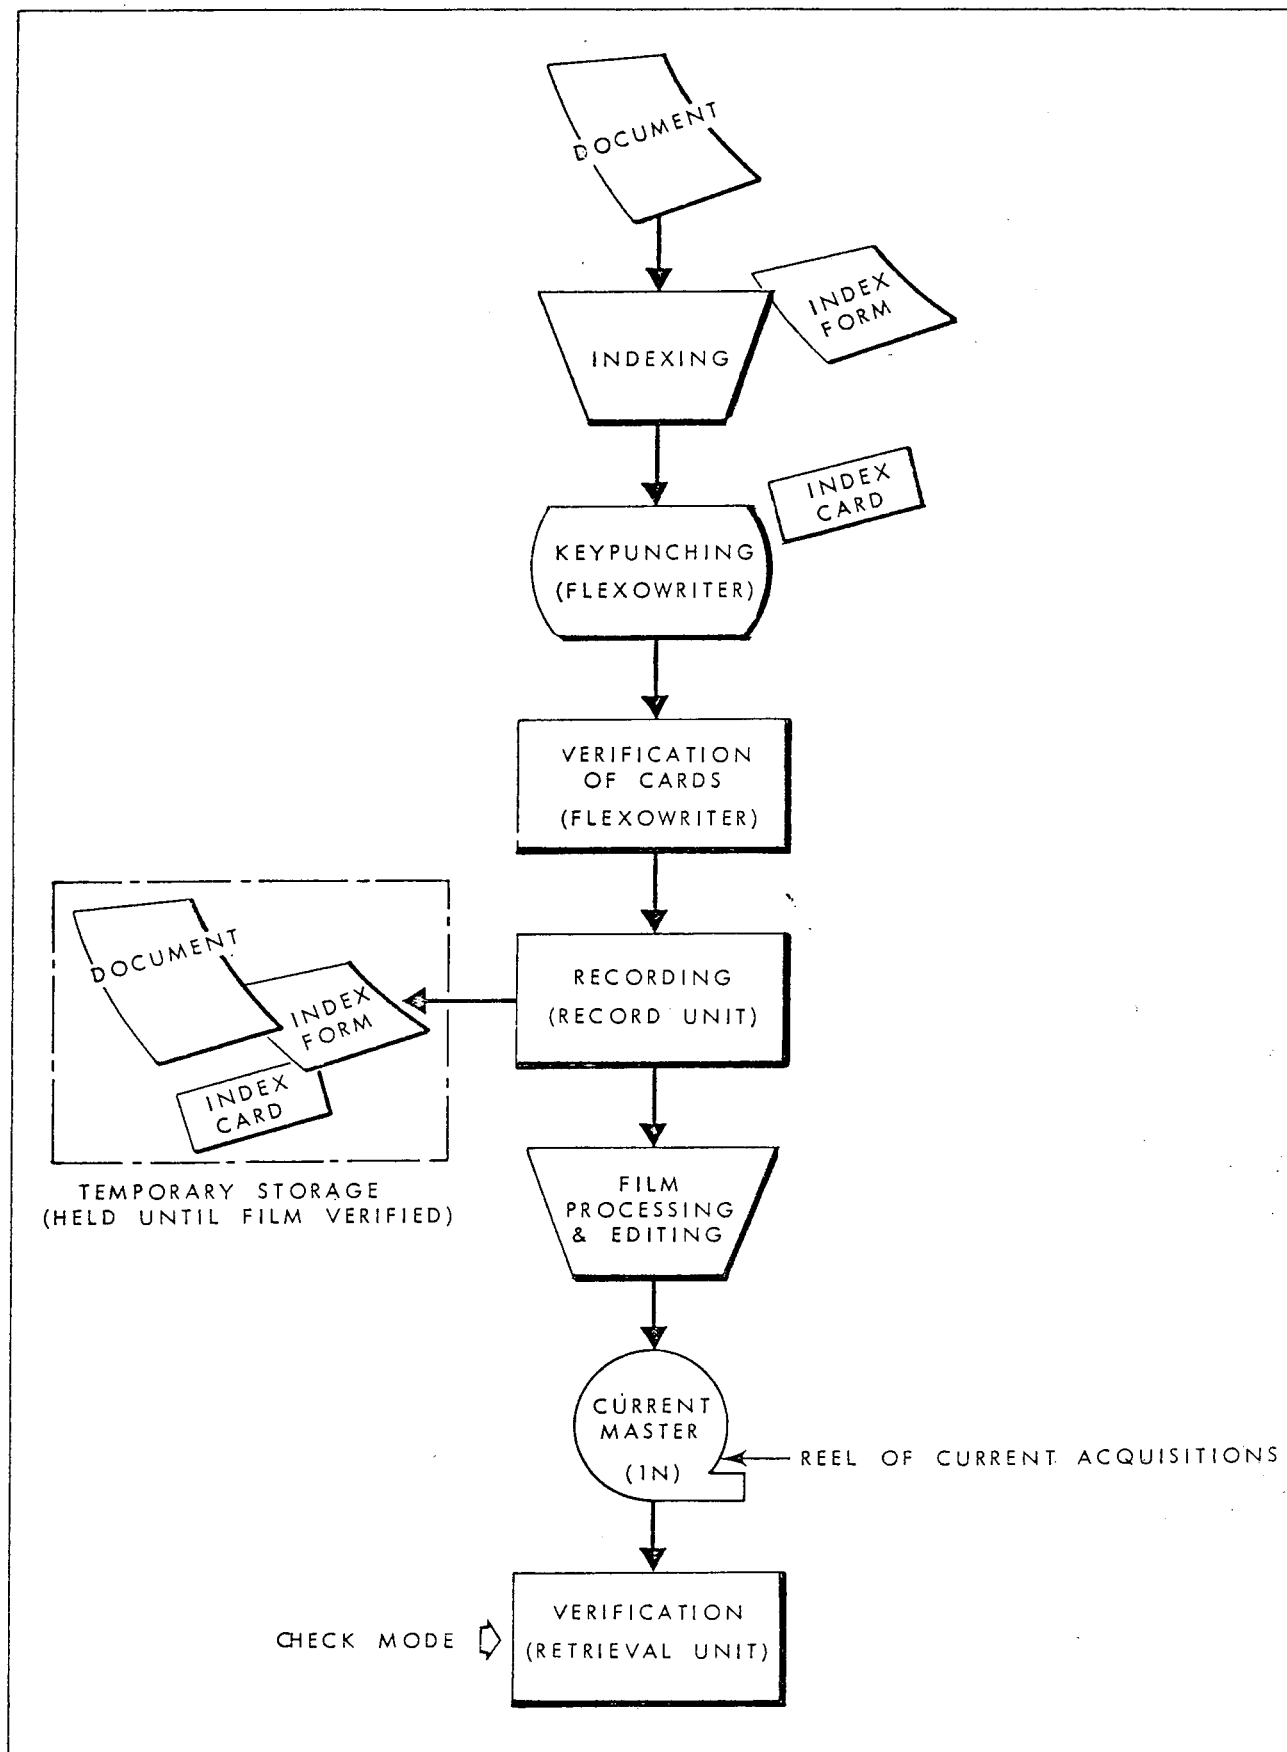 DOCUMENT
INDEX
FORM
INDEXING
INDEX
CARD
KEYPUNCHING
(FLEXOWRITER)
VERIFICATION
OF CARDS
(FLEXOWRITER)
DOCUMENT
INDEX
FORM
INDEX
CARD
TEMPORARY STORAGE
(HELD UNTIL FILM VERIFIED)
RECORDING
(RECORD UNIT)
FILM
PROCESSING
& EDITING
CURRENT
MASTER
(1N)
REEL OF CURRENT ACQUISITIONS
CHECK MODE
VERIFICATION
(RETRIEVAL UNIT)